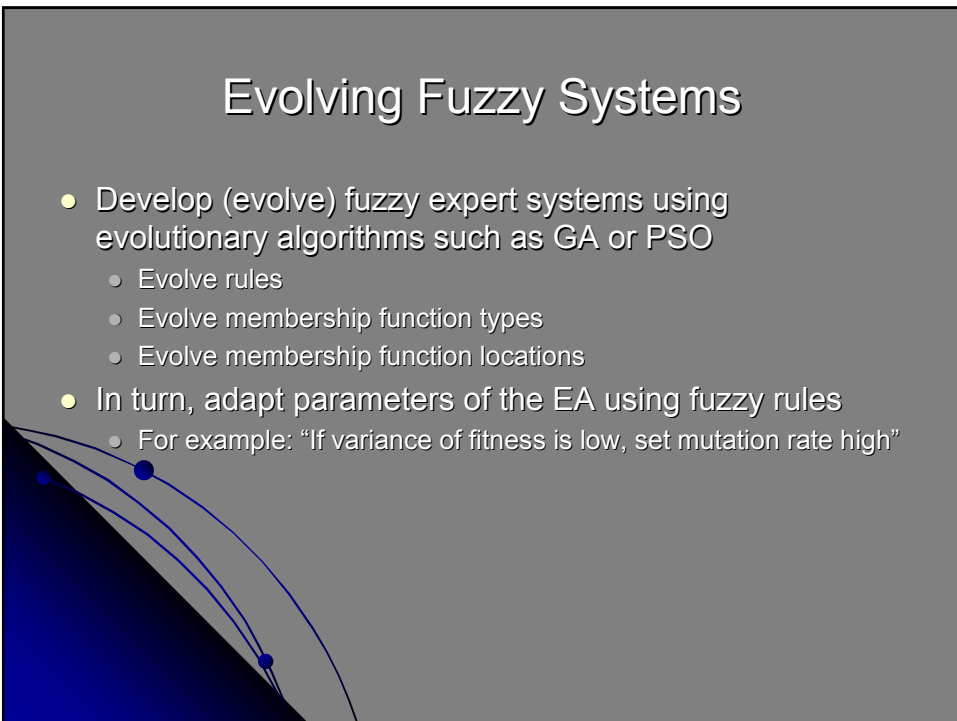 Evolving Fuzzy Systems
Develop (evolve) fuzzy expert systems using
evolutionary algorithms such as GA or PSO
Evolve rules
Evolve membership function types
Evolve membership function locations
In turn, adapt parameters of the EA using fuzzy rules
For example: “If variance of fitness is low, set mutation rate high”